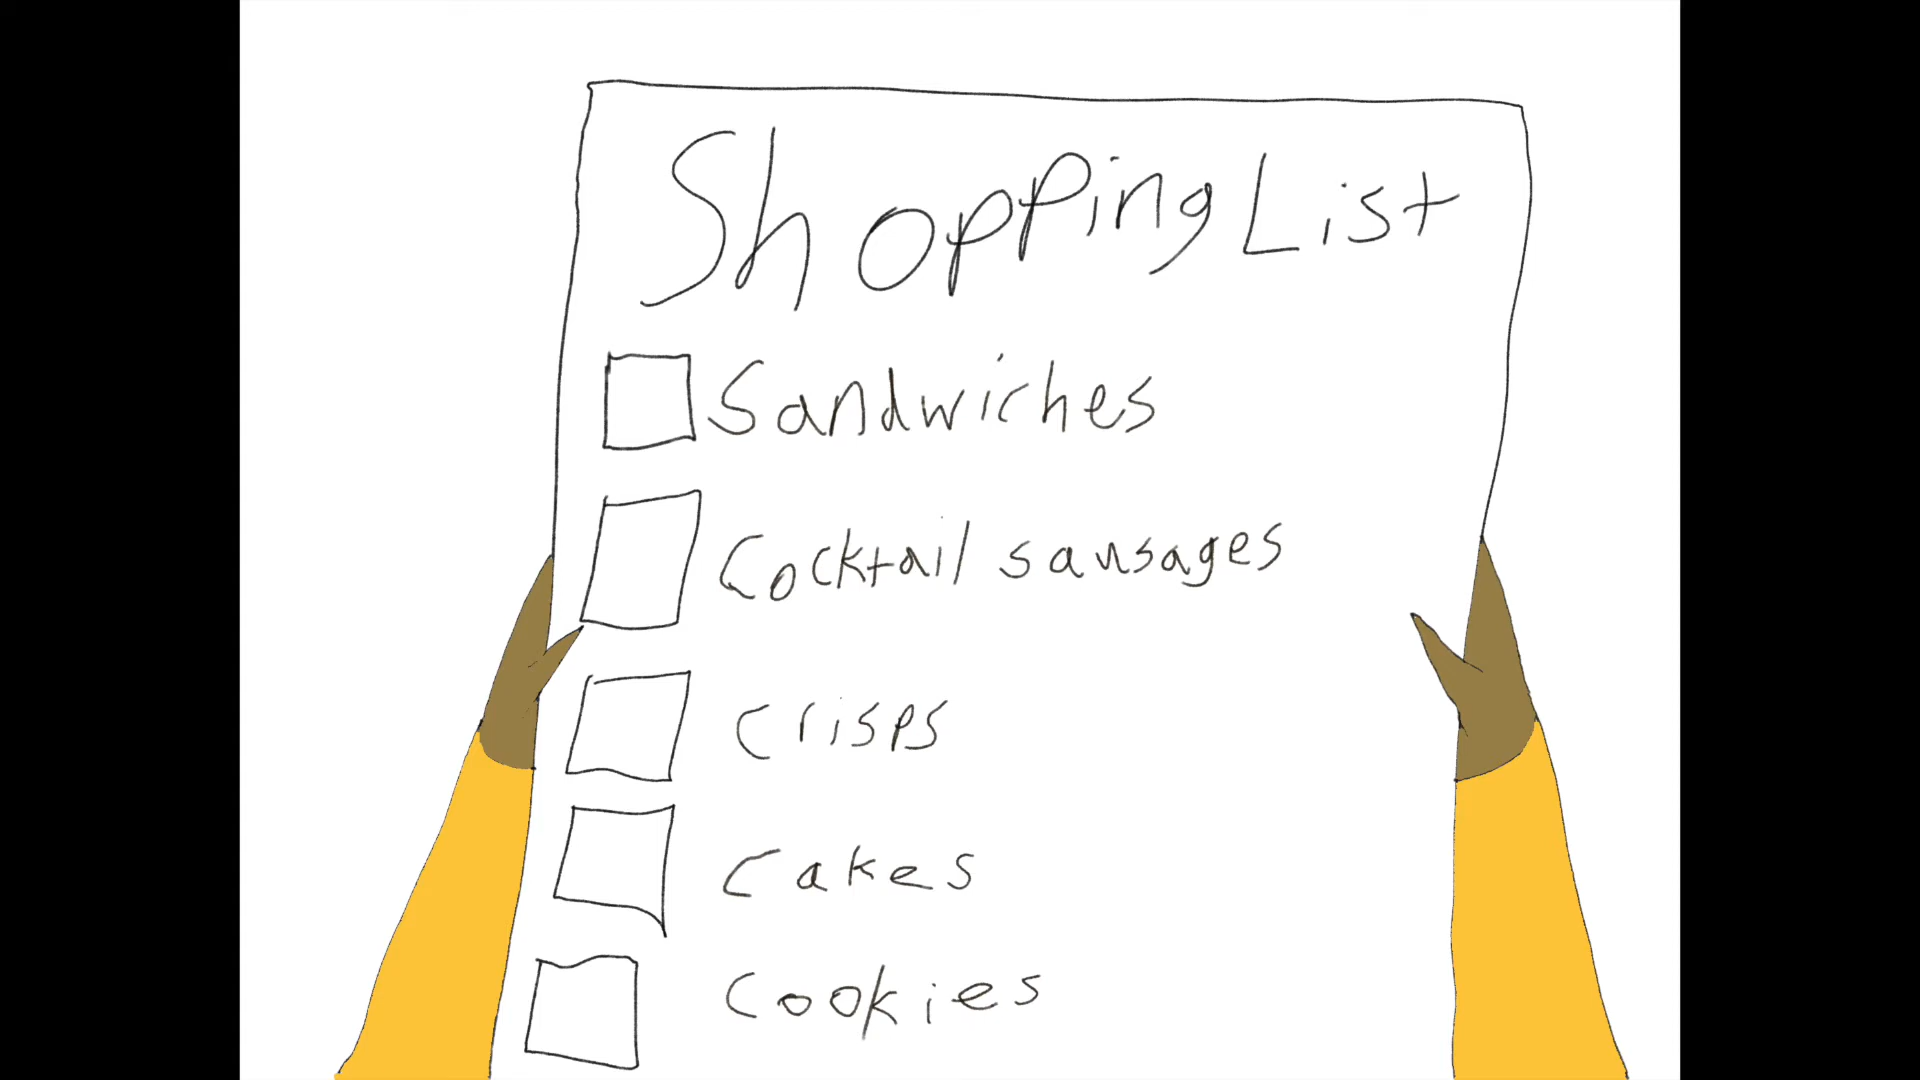 Shopping List
Sandwiches
Cocktail sausages
Crisps
Cakes
Cookies